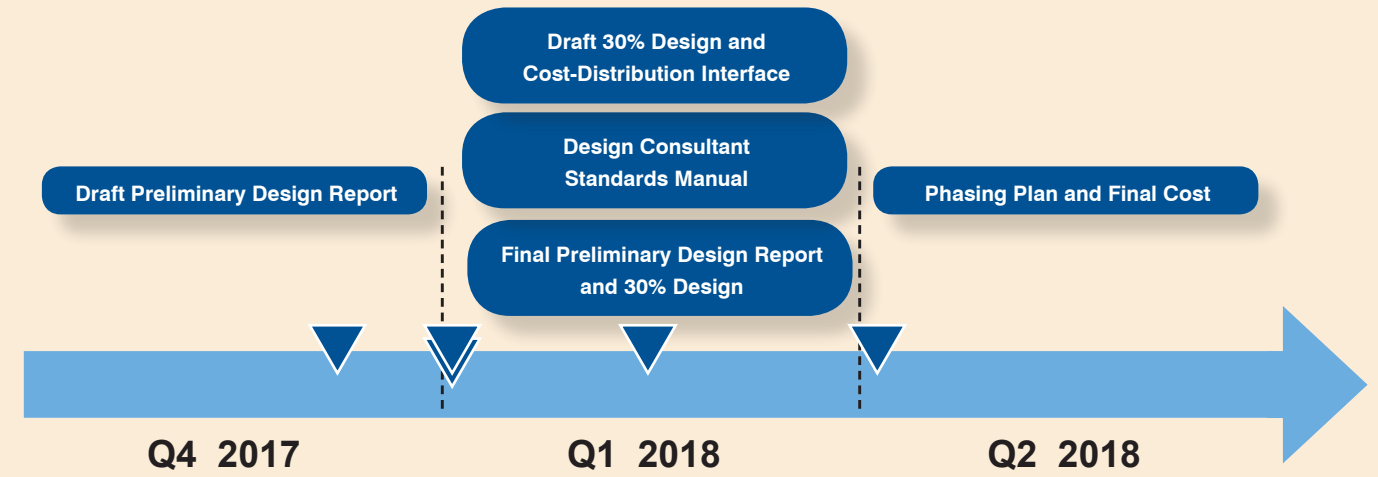 Draft Preliminary Design Report
Draft 30% Design and
Cost-Distribution Interface
Design Consultant
Standards Manual
Final Preliminary Design Report
and 30% Design
Phasing Plan and Final Cost
Q4 2017
Q1 2018
Q2 2018